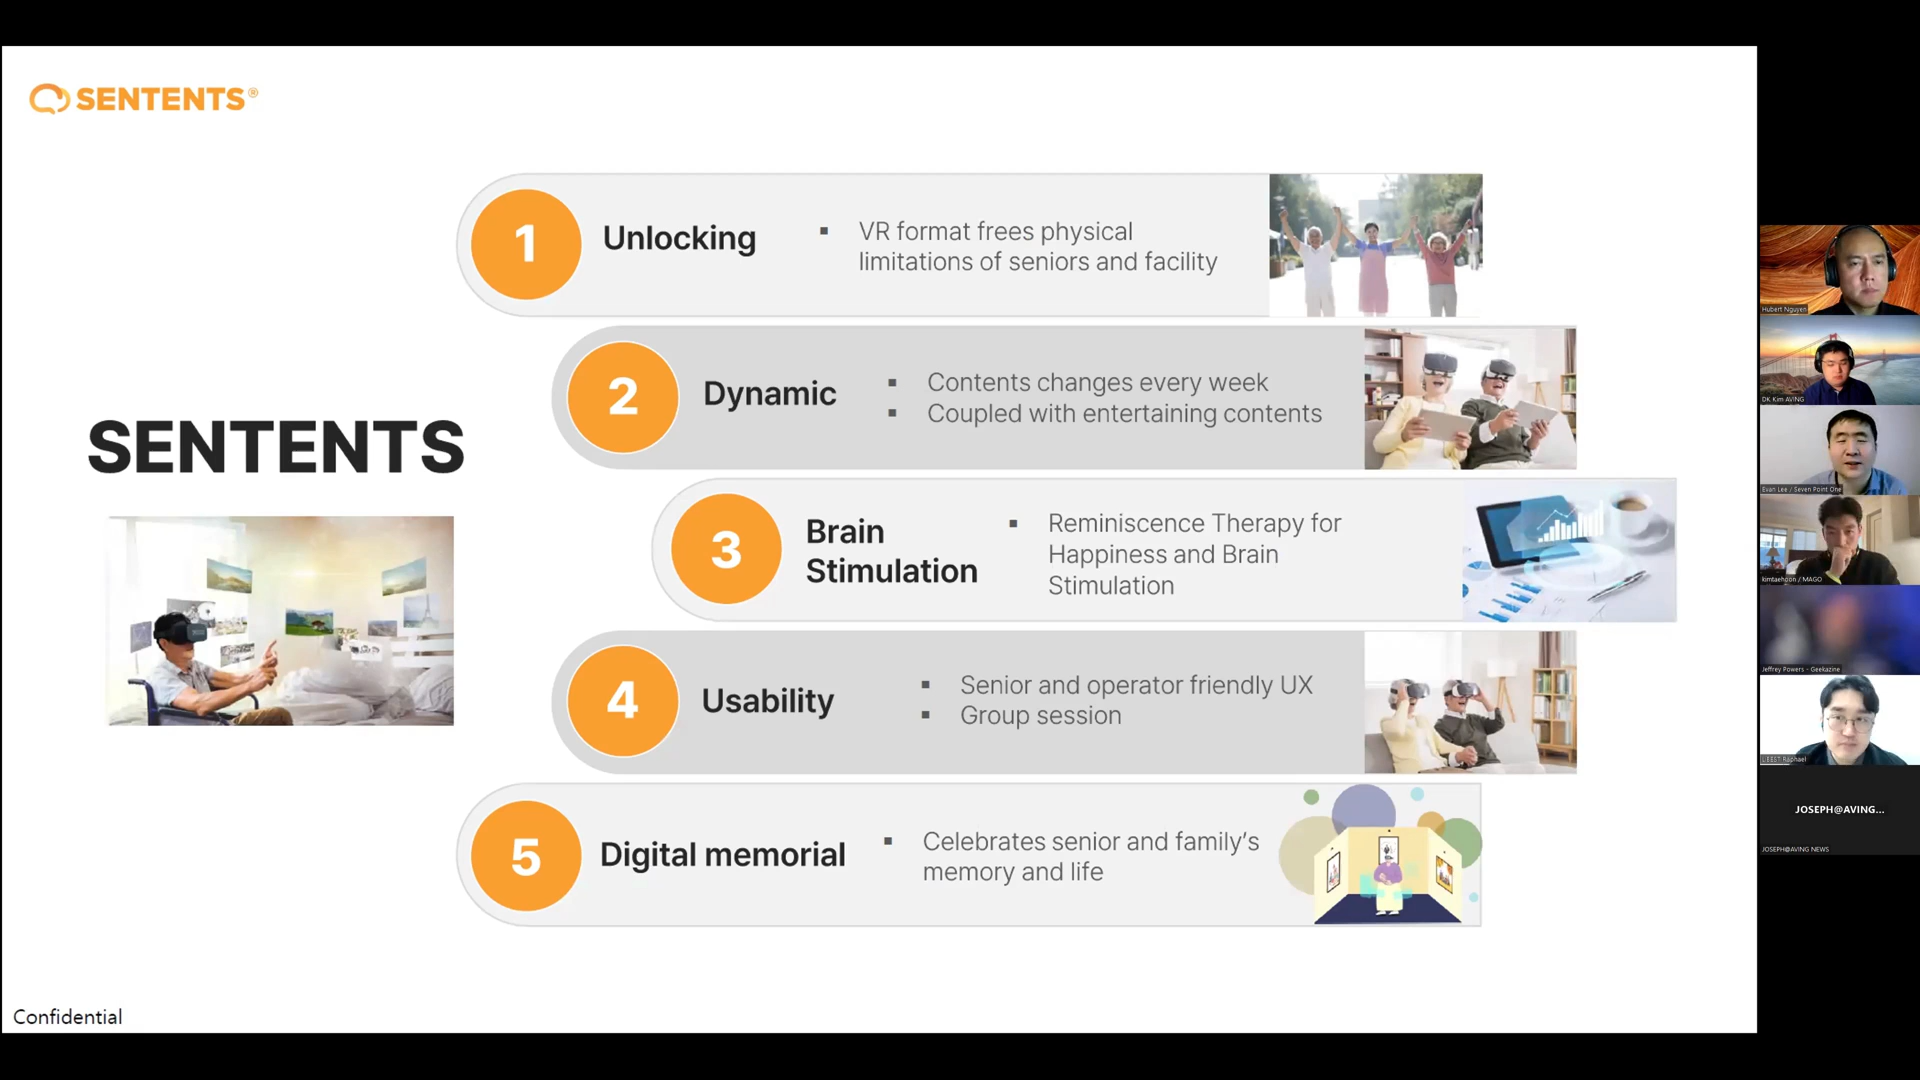 SENTENTS®
SENTENTS
1
Unlocking
▪ VR format frees physical
limitations of seniors and facility
2
Dynamic
▪ Contents changes every week
▪ Coupled with entertaining contents
3
Brain
Stimulation
▪ Reminiscence Therapy for
Happiness and Brain
Stimulation
4
Usability
▪ Senior and operator friendly UX
▪ Group session
5
Digital memorial
▪ Celebrates senior and family's
memory and life
Confidential
Hubert Nguyen
DK Kim AVING
Evan Lee / Seven Point One
kimtaehoon / MAGO
Jeffrey Powers - Geekazine
Raphael
JOSEPH@AVING...
JOSEPH@AVING NEWS